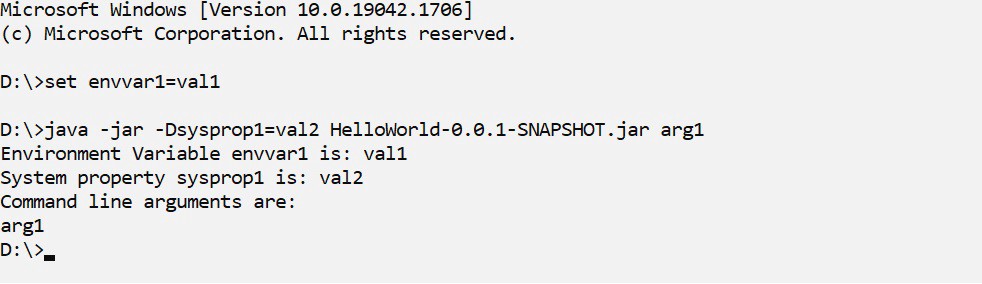 Microsoft Windows [Version 10.0.19042.1706]
(c) Microsoft Corporation. All rights reserved.
D:\>set envvar1=val1
D:\>java -jar -Dsysprop1=val2 HelloWorld-0.0.1-SNAPSHOT.jar arg1
Environment Variable envvar1 is: val1
System property sysprop1 is: val2
Command line arguments are:
arg1
D:\>